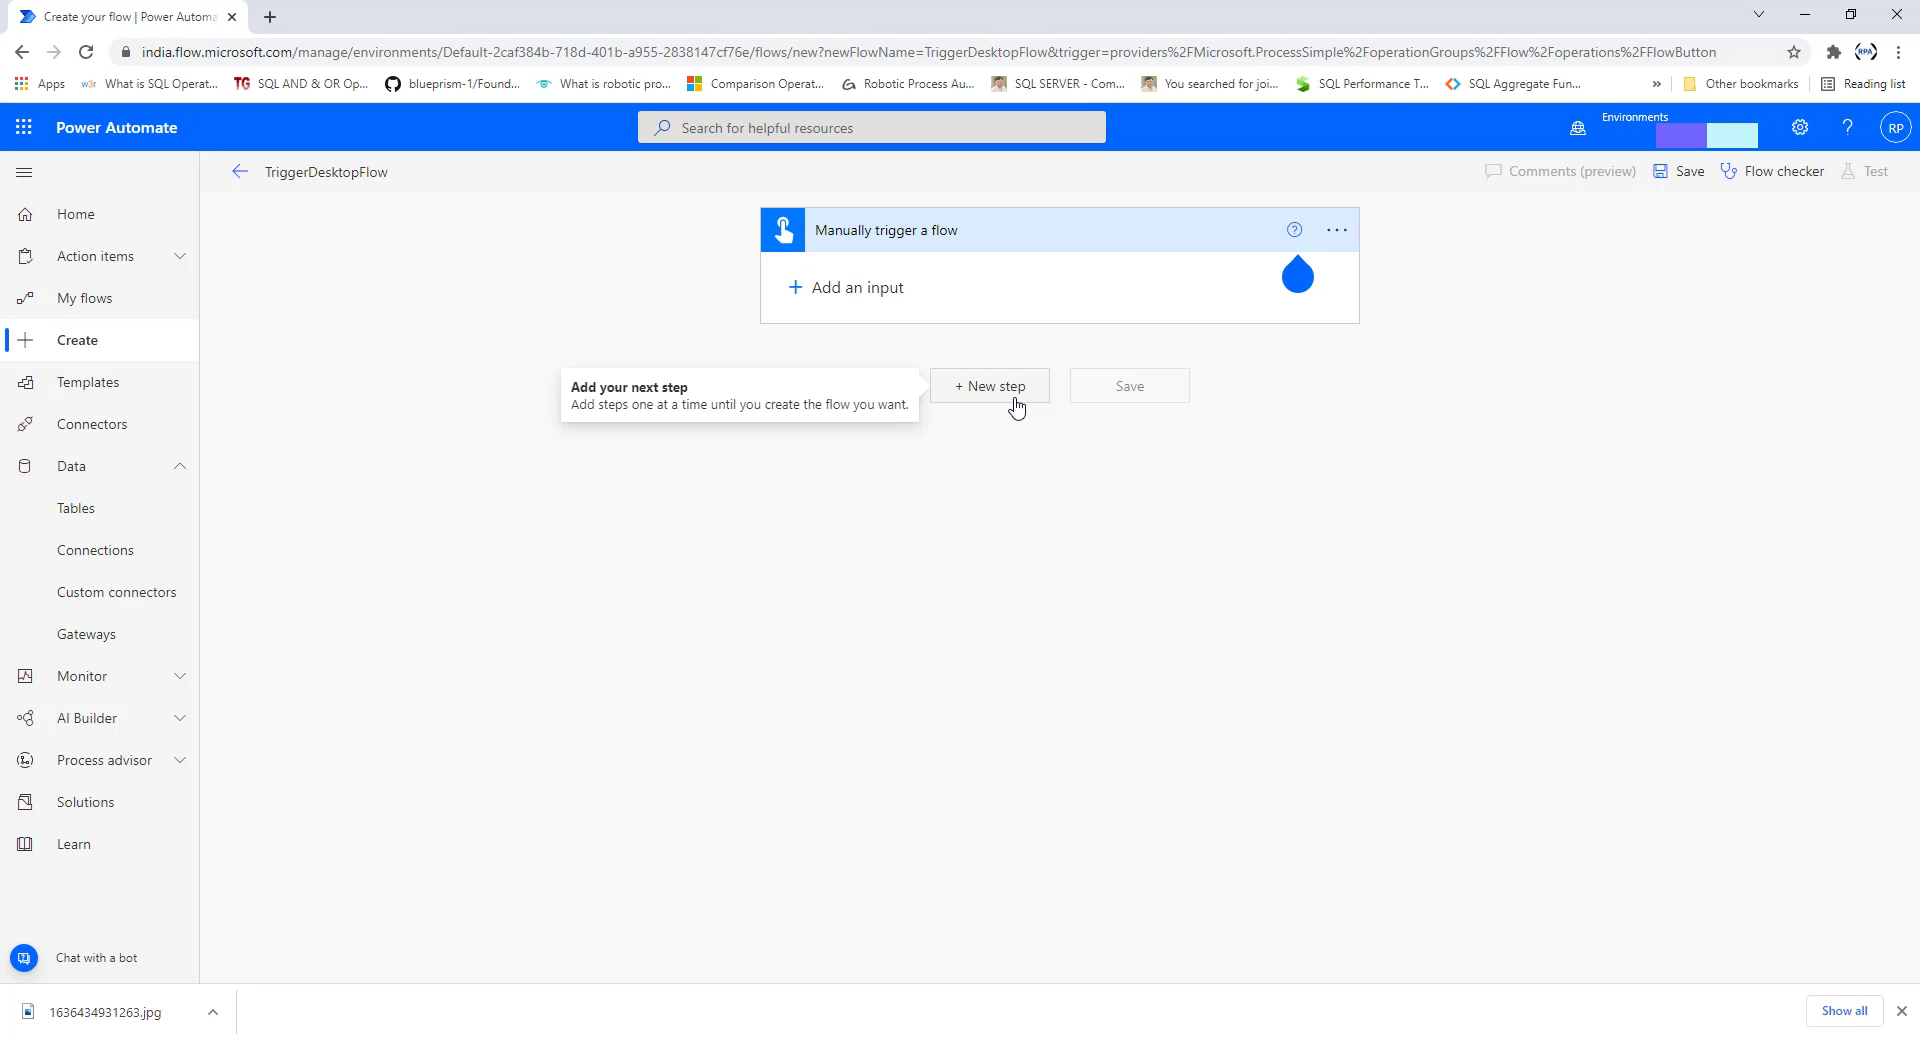 Create your flow | Power Automa
india.flow.microsoft.com/manage/environments/Default-2caf384b-718d-401b-a955-2838147cf76e/flows/new?newFlowName=TriggerDesktopFlow&trigger=providers%2FMicrosoft.ProcessSimple%2FoperationGroups%2FFlow%2Foperations%2FFlowButton
RPA
Apps
w3r What is SQL Operat...
TG SQL AND & OR Op...
blueprism-1/Found...
What is robotic pro...
Comparison Operat...
Robotic Process Au...
SQL SERVER - Com...
You searched for joi...
SQL Performance T...
SQL Aggregate Fun...
»
Other bookmarks
Reading list
Power Automate
Search for helpful resources
Environments
?
RP
TriggerDesktopFlow
Comments (preview)
Save
Flow checker
Test
Home
Action items
My flows
Create
Templates
Connectors
Data
Tables
Connections
Custom connectors
Gateways
Monitor
AI Builder
Process advisor
Solutions
Learn
Chat with a bot
Manually trigger a flow
?
...
+ Add an input
Add your next step
Add steps one at a time until you create the flow you want.
+ New step
Save
1636434931263.jpg
Show all